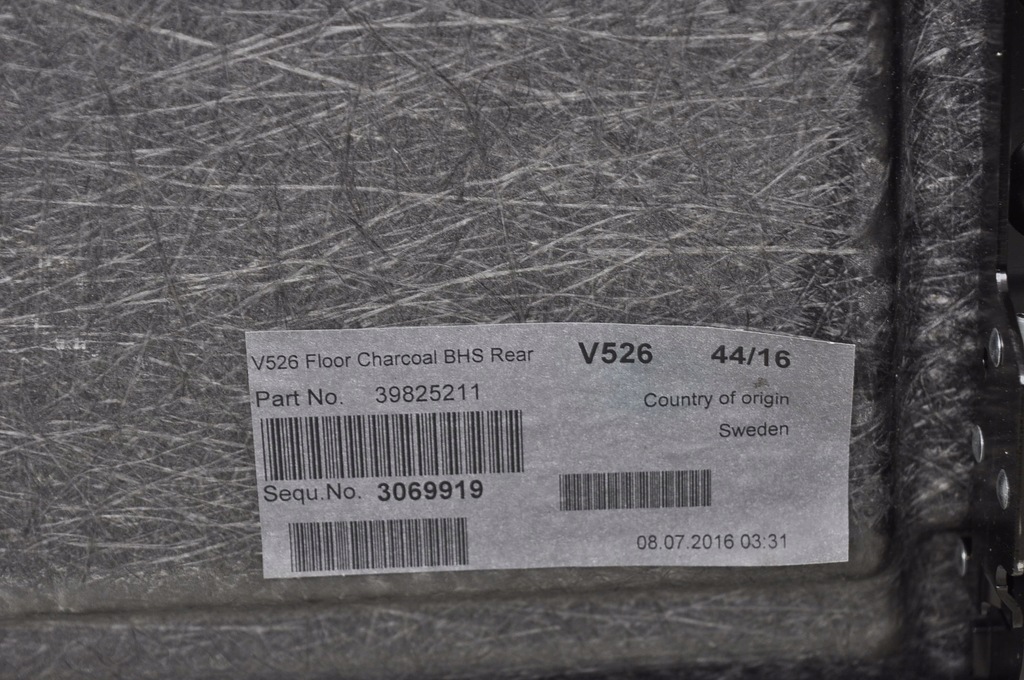 V526 Floor Charcoal BHS Rear V526 44/16
Part No. 39825211
Country of origin
Sweden
Sequ.No. 3069919
08.07.2016 03:31